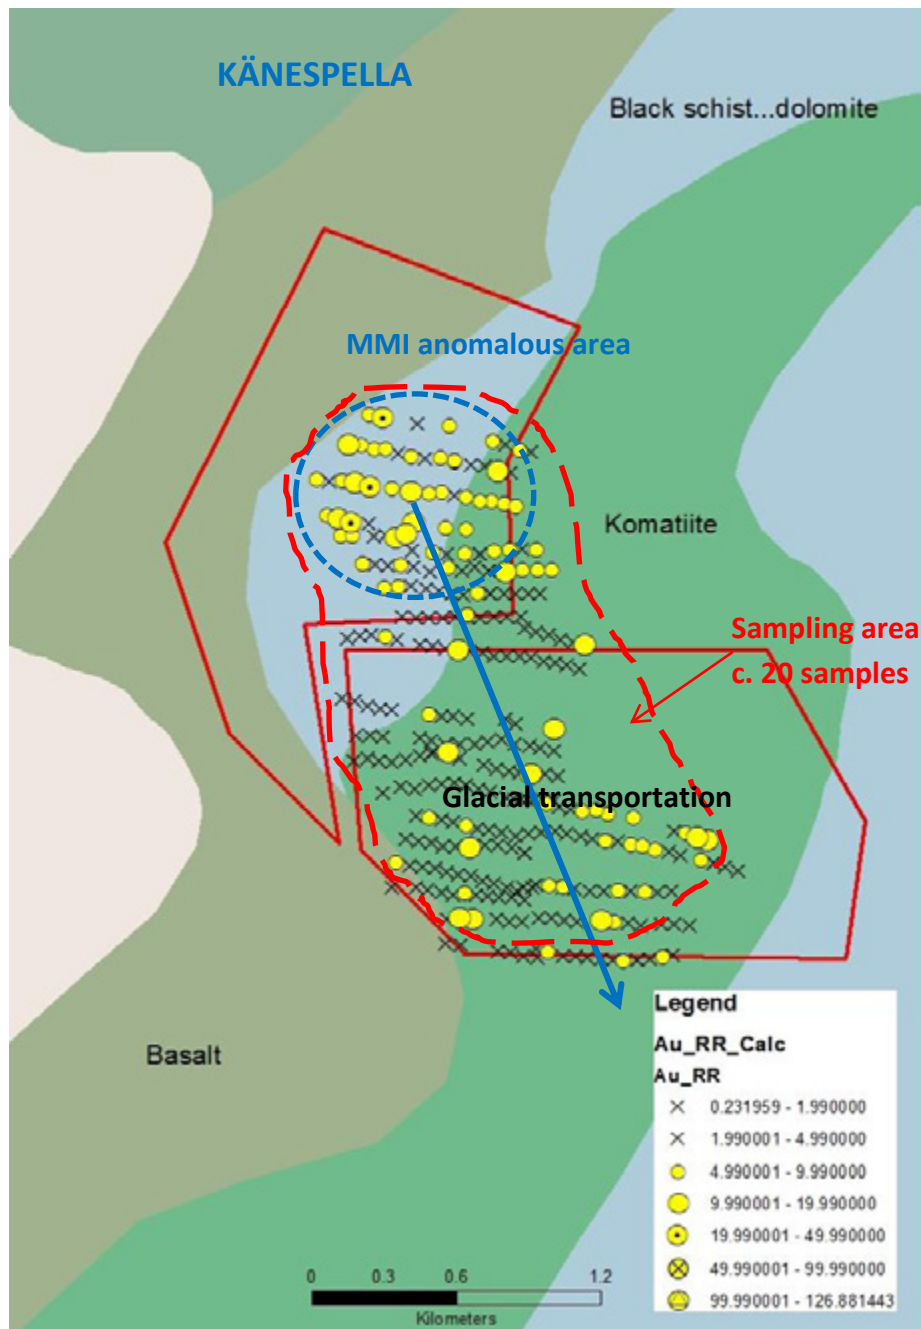 KÄNESPELLA
Black schist...dolomite
MMI anomalous area
Komatiite
Sampling area
c. 20 samples
Glacial transportation
Basalt
Legend
Au_RR_Calc
Au_RR
0.231959 - 1.990000
1.990001 - 4.990000
4.990001 - 9.990000
9.990001 - 19.990000
19.990001 - 49.990000
49.990001 - 99.990000
99.990001 - 126.881443
0 0.3 0.6 1.2
Kilometers